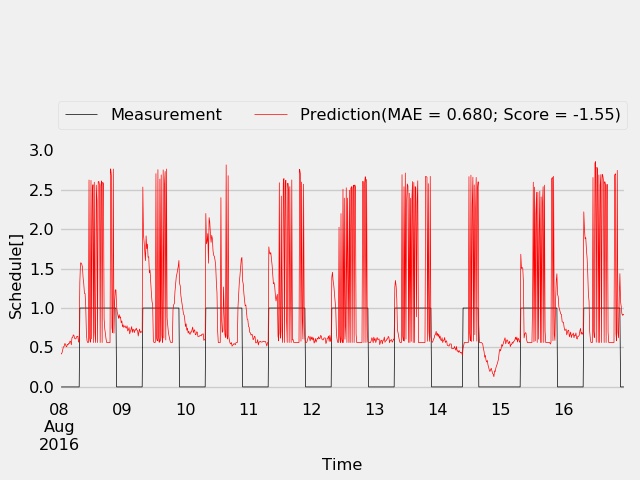 Measurement
Prediction(MAE = 0.680; Score = -1.55)
3.0
2.5
2.0
1.5
1.0
0.5
0.0
Schedule[]
08 09 10 11 12 13 14 15 16
Aug
2016
Time